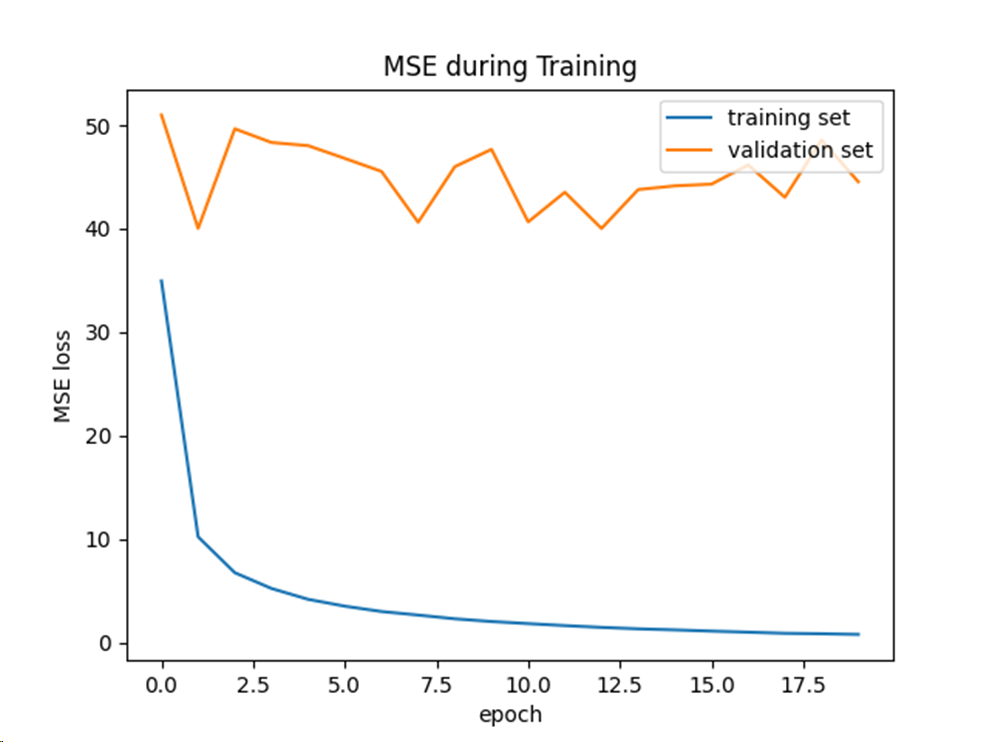 MSE during Training
training set
validation set
50
40
30
20
10
0
MSE loss
0.0 2.5 5.0 7.5 10.0 12.5 15.0 17.5
epoch